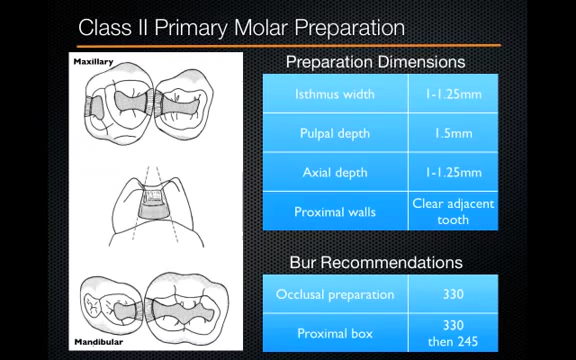 Class II Primary Molar Preparation
Maxillary
Mandibular
Preparation Dimensions
Isthmus width 1-1.25mm
Pulpal depth 1.5mm
Axial depth 1-1.25mm
Proximal walls Clear adjacent
tooth
Bur Recommendations
Occlusal preparation 330
Proximal box 330
then 245